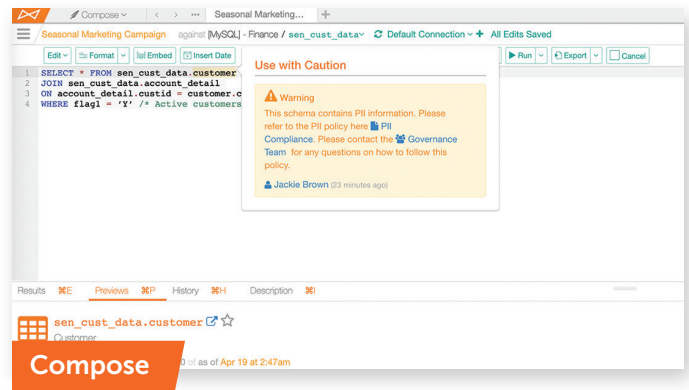 Compose
Seasonal Marketing...
Seasonal Marketing Campaign against [MySQL] - Finance / sen_cust_data Default Connection All Edits Saved
Edit Format Embed Insert Date Run Export Cancel
Use with Caution
1 SELECT * FROM sen_cust_data.customer
2 JOIN sen_cust_data.account_detail
3 ON account_detail.custid = customer.c
4 WHERE flag1 = ‘Y’ /* Active customers
Warning
This schema contains PII information. Please
refer to the PII policy here PII
Compliance. Please contact the Governance
Team for any questions on how to follow this
policy.
Jackie Brown (23 minutes ago)
Results ⌘E Previews ⌘P History ⌘H Description ⌘I
sen_cust_data.customer
Customer
0 of as of Apr 19 at 2:47am
Compose